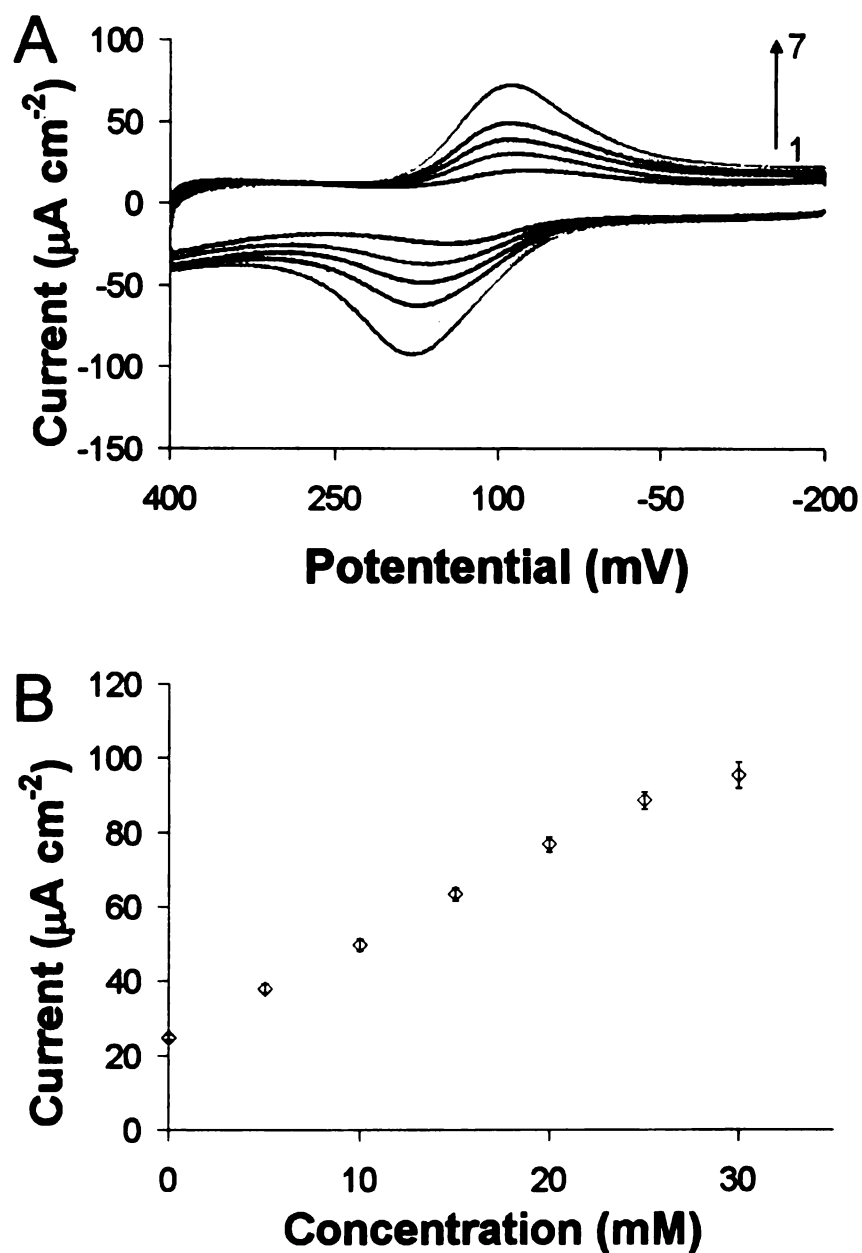 A
Current (μA cm-2)
100
50
0
-50
-100
-150
7
1
400 250 100 -50 -200
Potentential (mV)
B
Current (μA cm-2)
120
100
80
60
40
20
0
0 10 20 30
Concentration (mM)